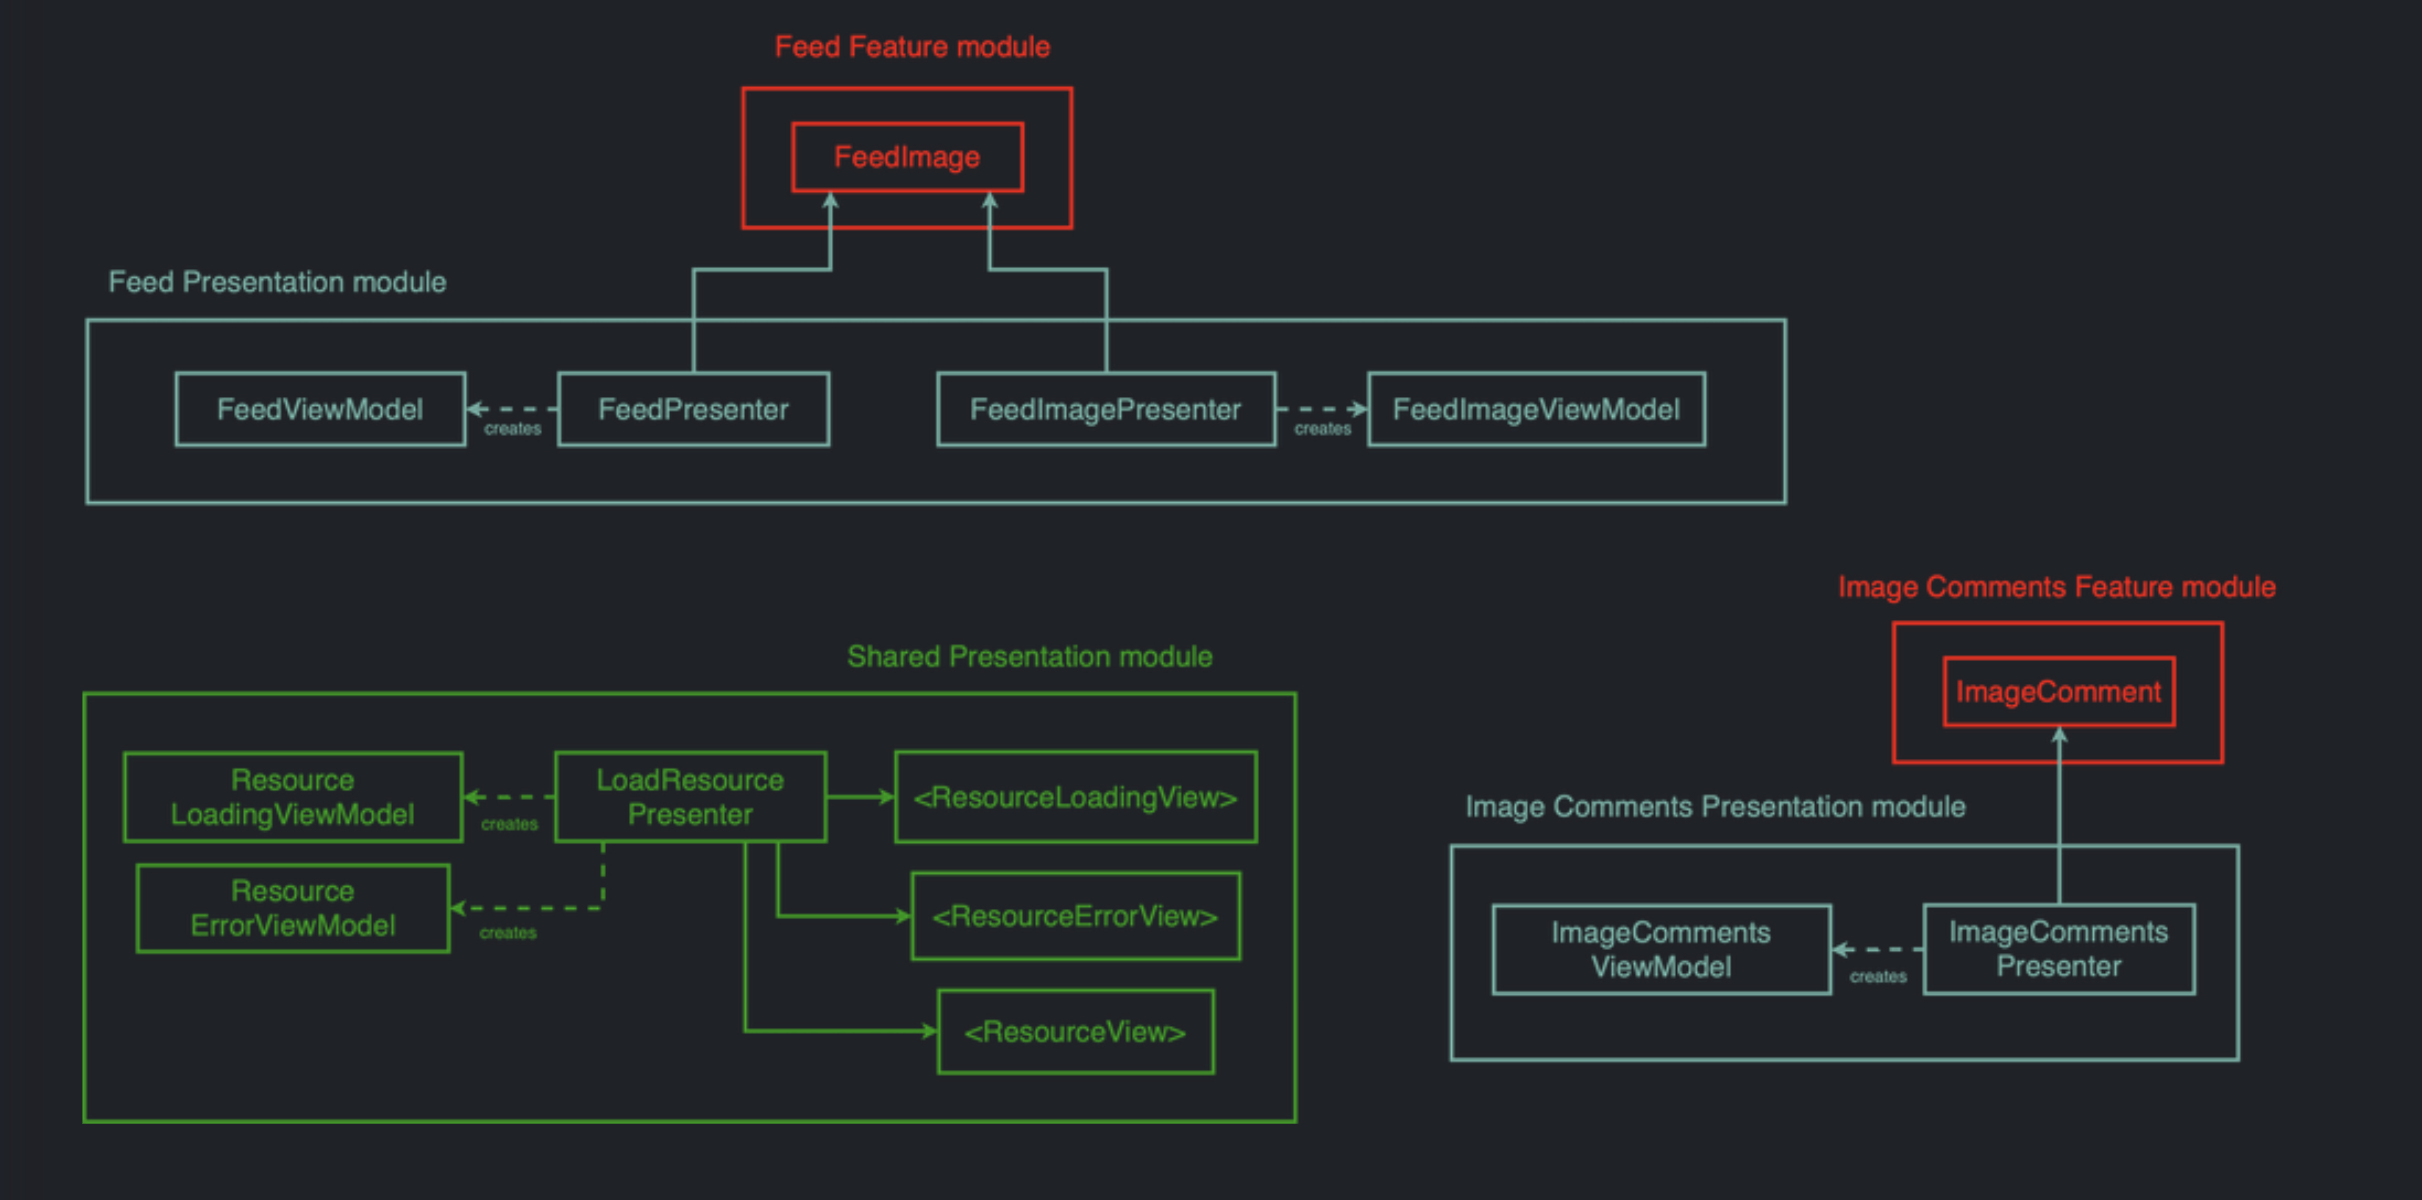 Feed Feature module
FeedImage
Feed Presentation module
FeedViewModel
creates
FeedPresenter
FeedImagePresenter
creates
FeedImageViewModel
Shared Presentation module
Resource
LoadingViewModel
creates
LoadResource
Presenter
<ResourceLoadingView>
Resource
ErrorViewModel
creates
<ResourceErrorView>
<ResourceView>
Image Comments Feature module
ImageComment
Image Comments Presentation module
ImageComments
ViewModel
creates
ImageComments
Presenter